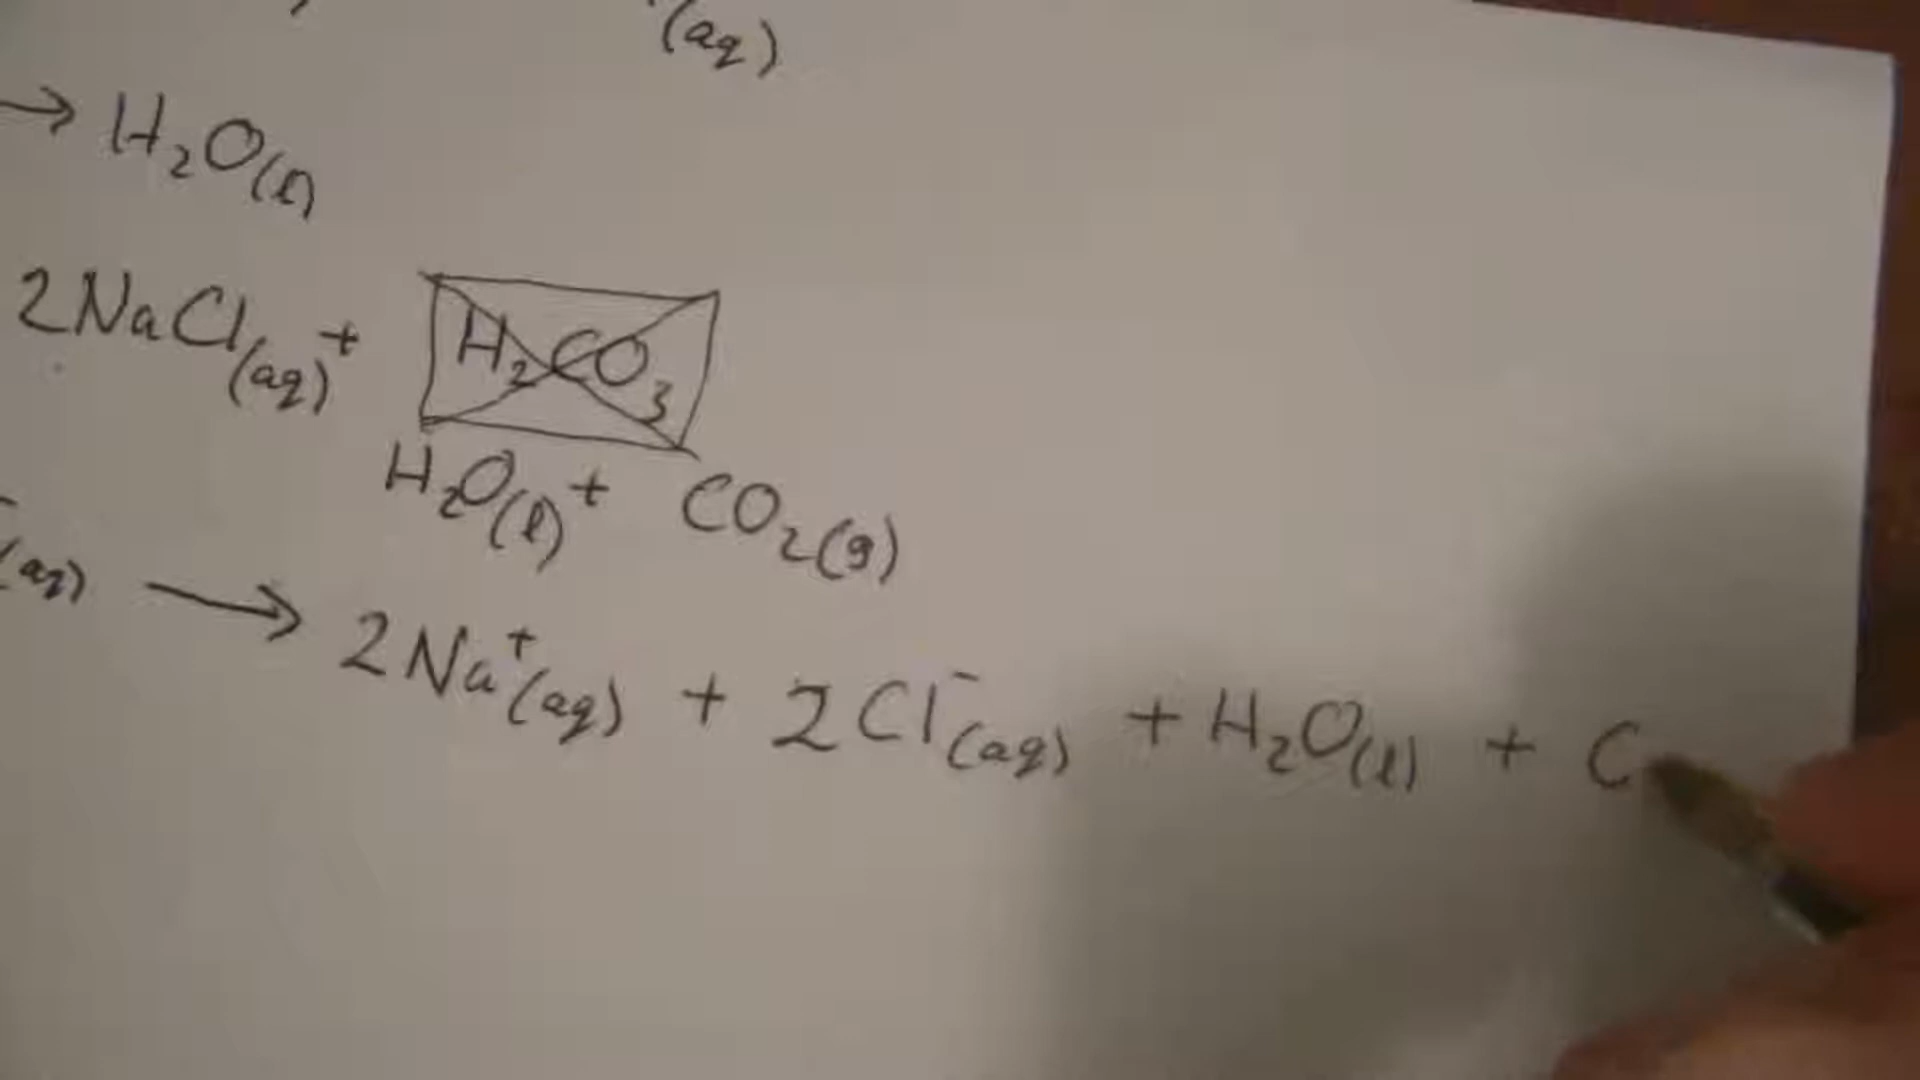 (aq)
→ H₂O(l)
2NaCl(aq) + H₂CO₃
H₂O(l) + CO₂(g)
(aq) → 2Na⁺(aq) + 2Cl⁻(aq) + H₂O(l) + C